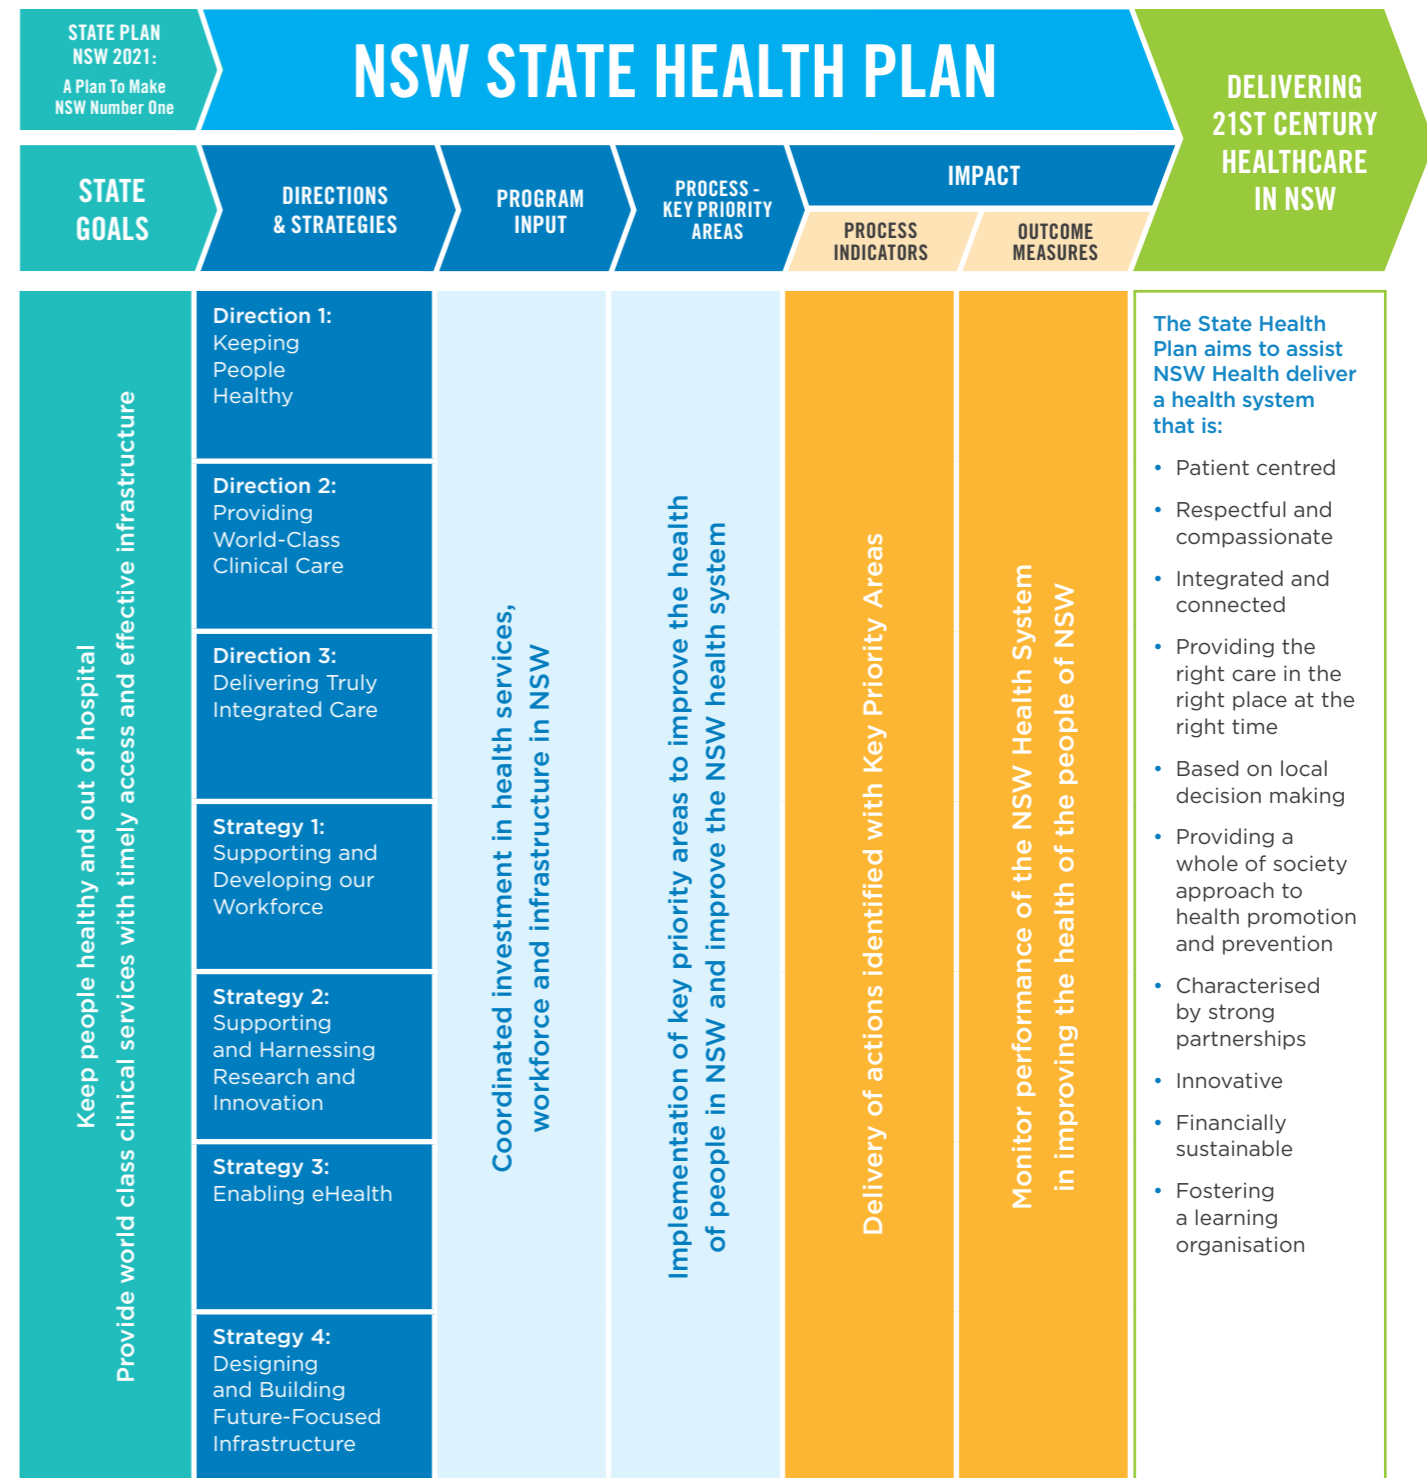 STATE PLAN
NSW 2021:
A Plan To Make
NSW Number One
NSW STATE HEALTH PLAN
DELIVERING
21ST CENTURY
HEALTHCARE
IN NSW
STATE
GOALS
DIRECTIONS
& STRATEGIES
PROGRAM
INPUT
PROCESS -
KEY PRIORITY
AREAS
IMPACT
PROCESS
INDICATORS
OUTCOME
MEASURES
Keep people healthy and out of hospital
Provide world class clinical services with timely access and effective infrastructure
Direction 1:
Keeping
People
Healthy
Direction 2:
Providing
World-Class
Clinical Care
Direction 3:
Delivering Truly
Integrated Care
Strategy 1:
Supporting and
Developing our
Workforce
Strategy 2:
Supporting
and Harnessing
Research and
Innovation
Strategy 3:
Enabling eHealth
Strategy 4:
Designing
and Building
Future-Focused
Infrastructure
Coordinated investment in health services,
workforce and infrastructure in NSW
Implementation of key priority areas to improve the health
of people in NSW and improve the NSW health system
Delivery of actions identified with Key Priority Areas
Monitor performance of the NSW Health System
in improving the health of the people of NSW
The State Health
Plan aims to assist
NSW Health deliver
a health system
that is:
• Patient centred
• Respectful and
compassionate
• Integrated and
connected
• Providing the
right care in the
right place at the
right time
• Based on local
decision making
• Providing a
whole of society
approach to
health promotion
and prevention
• Characterised
by strong
partnerships
• Innovative
• Financially
sustainable
• Fostering
a learning
organisation